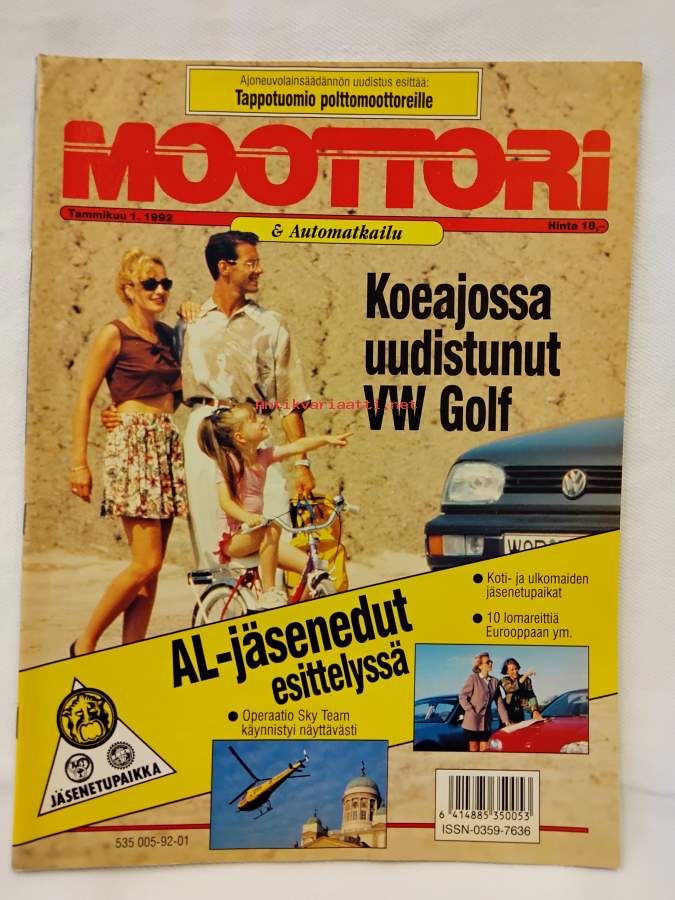 Ajoneuvolainsäädännön uudistus esittää:
Tappotuomio polttomoottoreille
MOOTTORI
Tammikuu 1. 1992
Hinta 18,-
& Automatkailu
Koeajossa
uudistunut
VW Golf
Antikvariaatti.net
AL-jäsenedut
esittelyssä
● Koti- ja ulkomaiden
jäsenetupaikat
● 10 lomareittiä
Eurooppaan ym.
● Operaatio Sky Team
käynnistyi näyttävästi
JÄSENETUPAIKKA
535 005-92-01
6 414885 350053
ISSN-0359-7636